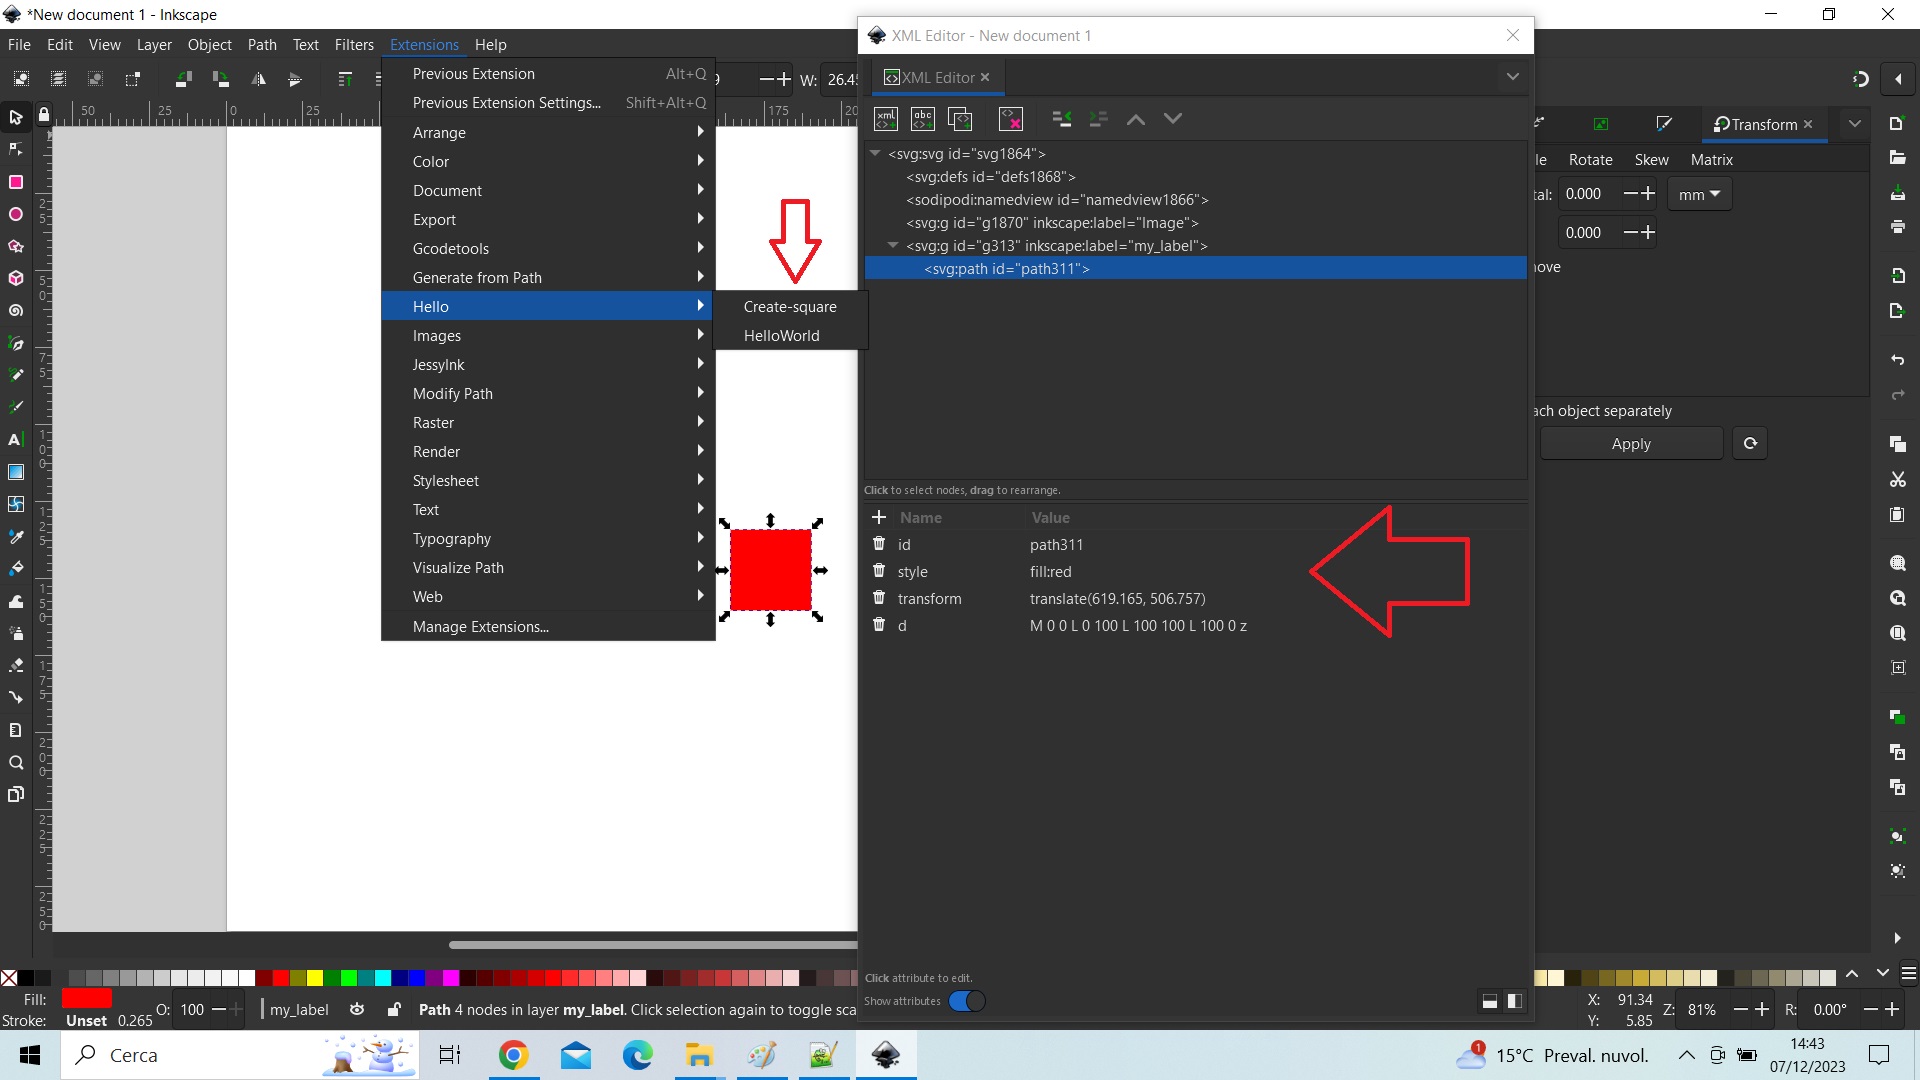 *New document 1 - Inkscape
File Edit View Layer Object Path Text Filters Extensions Help
W: 26.45
50 25 0 25 175 20
Previous Extension Alt+Q
Previous Extension Settings... Shift+Alt+Q
Arrange
Color
Document
Export
Gcodetools
Generate from Path
Hello
Images
JessyInk
Modify Path
Raster
Render
Stylesheet
Text
Typography
Visualize Path
Web
Manage Extensions...
Create-square
HelloWorld
XML Editor - New document 1
XML Editor
<svg:svg id="svg1864">
<svg:defs id="defs1868">
<sodipodi:namedview id="namedview1866">
<svg:g id="g1870" inkscape:label="Image">
<svg:g id="g313" inkscape:label="my_label">
<svg:path id="path311">
Click to select nodes, drag to rearrange.
Name Value
id path311
style fill:red
transform translate(619.165, 506.757)
d M 0 0 L 0 100 L 100 100 L 100 0 z
Click attribute to edit.
Show attributes
Transform
le Rotate Skew Matrix
tal: 0.000 mm
0.000
ove
ach object separately
Apply
Fill:
Stroke: Unset 0.265
O: 100
my_label
Path 4 nodes in layer my_label. Click selection again to toggle sca
X: 91.34
Y: 5.85
Z: 81%
R: 0.00°
Cerca
1
15°C Preval. nuvol.
14:43
07/12/2023